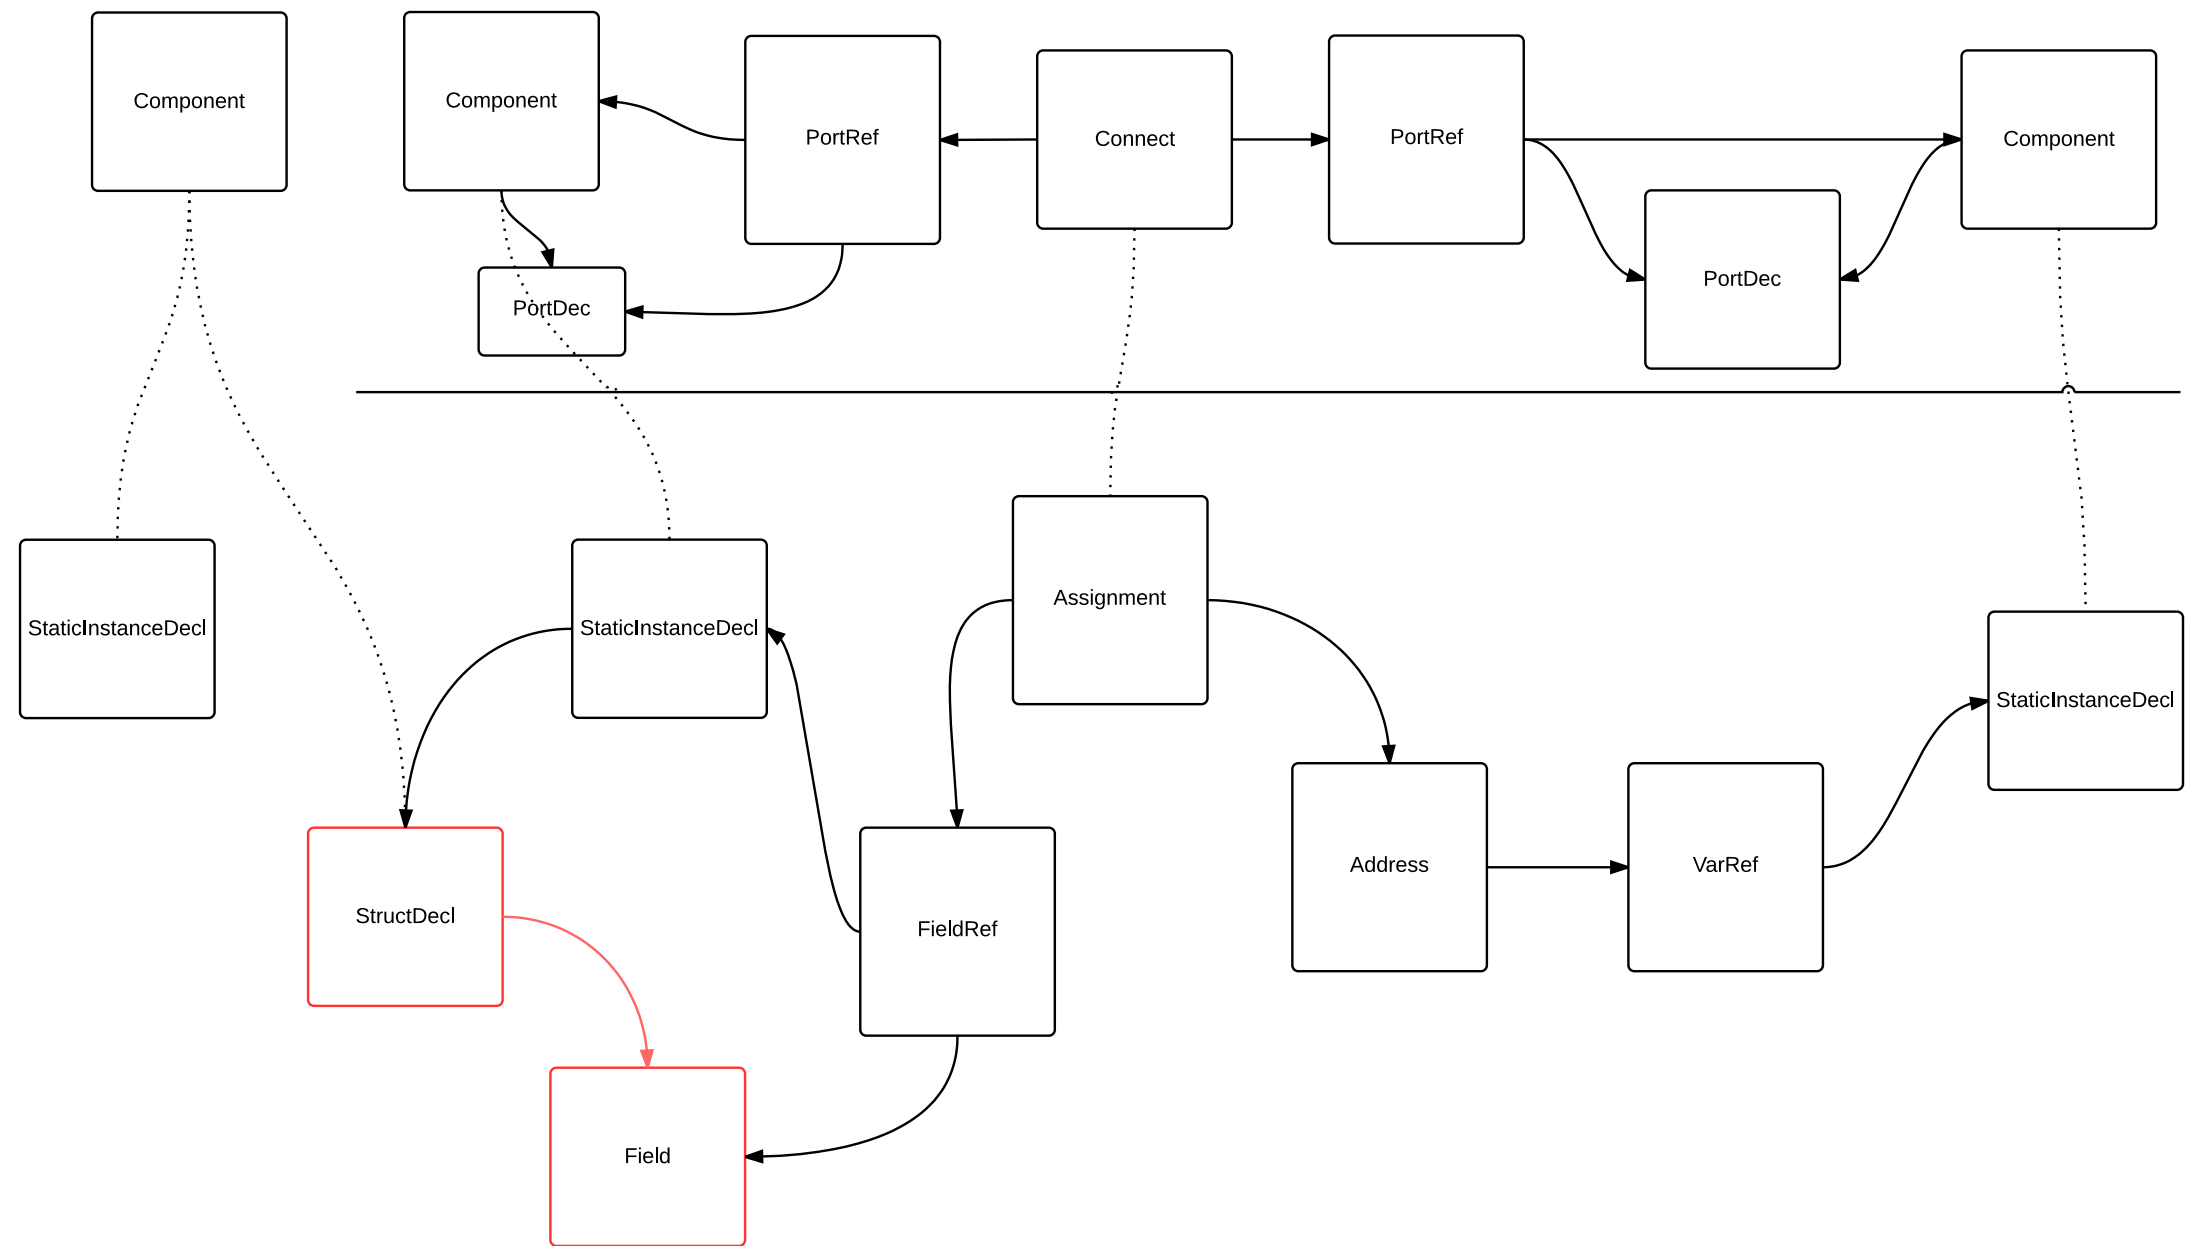 Component
Component
PortRef
Connect
PortRef
Component
PortDec
PortDec
StaticInstanceDecl
StaticInstanceDecl
Assignment
StaticInstanceDecl
Address
VarRef
StructDecl
FieldRef
Field